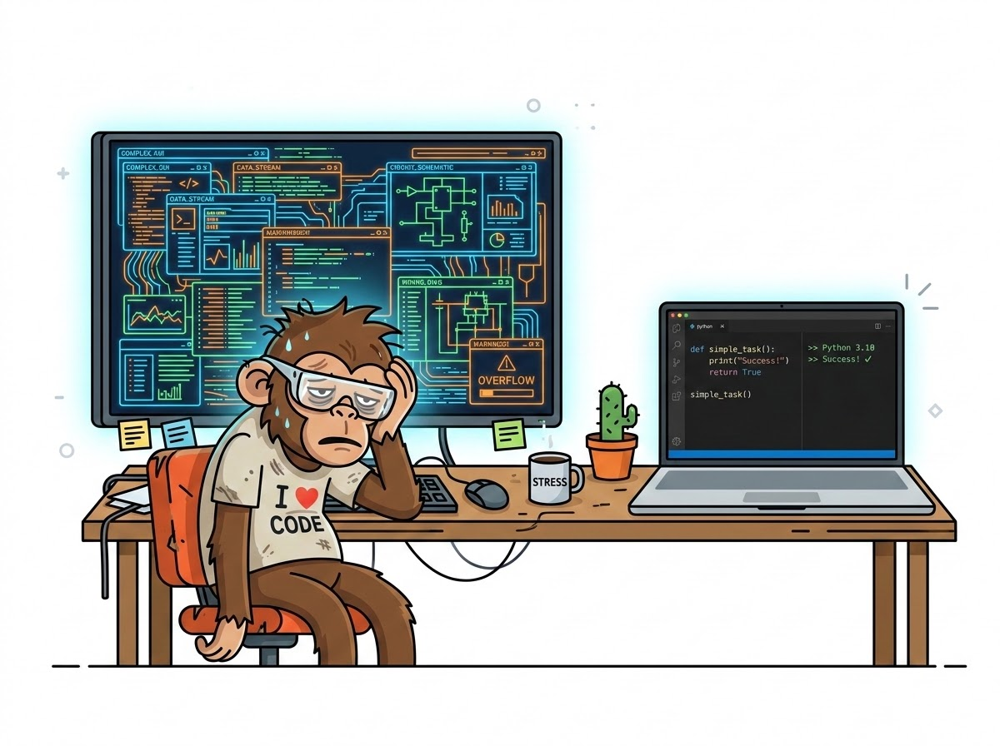 COMPLEX_AUI
COMPLEX_GUI
</>
DATA_STREAM
DATA_STREAM
>_
WARNING!
OVERFLOW
I ❤
CODE
STRESS
python
def simple_task():
print("Success!")
return True
simple_task()
>> Python 3.10
>> Success! ✓